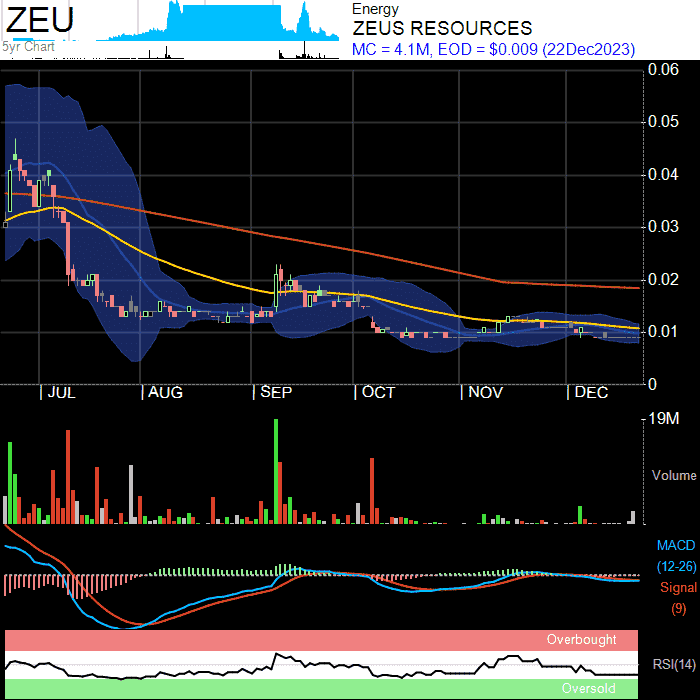 ZEU
5yr Chart
Energy
ZEUS RESOURCES
MC = 4.1M, EOD = $0.009 (22Dec2023)
0.06
0.05
0.04
0.03
0.02
0.01
0
JUL
AUG
SEP
OCT
NOV
DEC
19M
Volume
MACD
(12-26)
Signal
(9)
Overbought
RSI(14)
Oversold